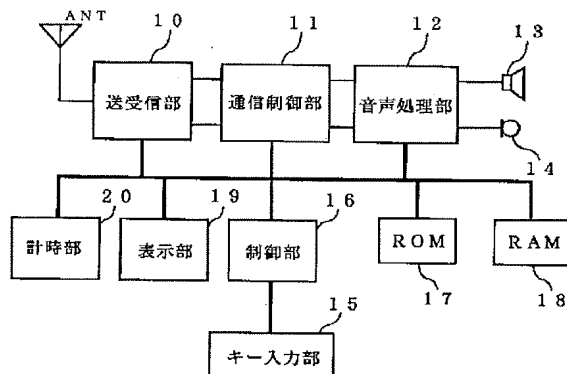 ANT
10
11
12
13
送受信部
通信制御部
音声処理部
14
20
19
16
計時部
表示部
制御部
ROM
RAM
17
18
15
キー入力部